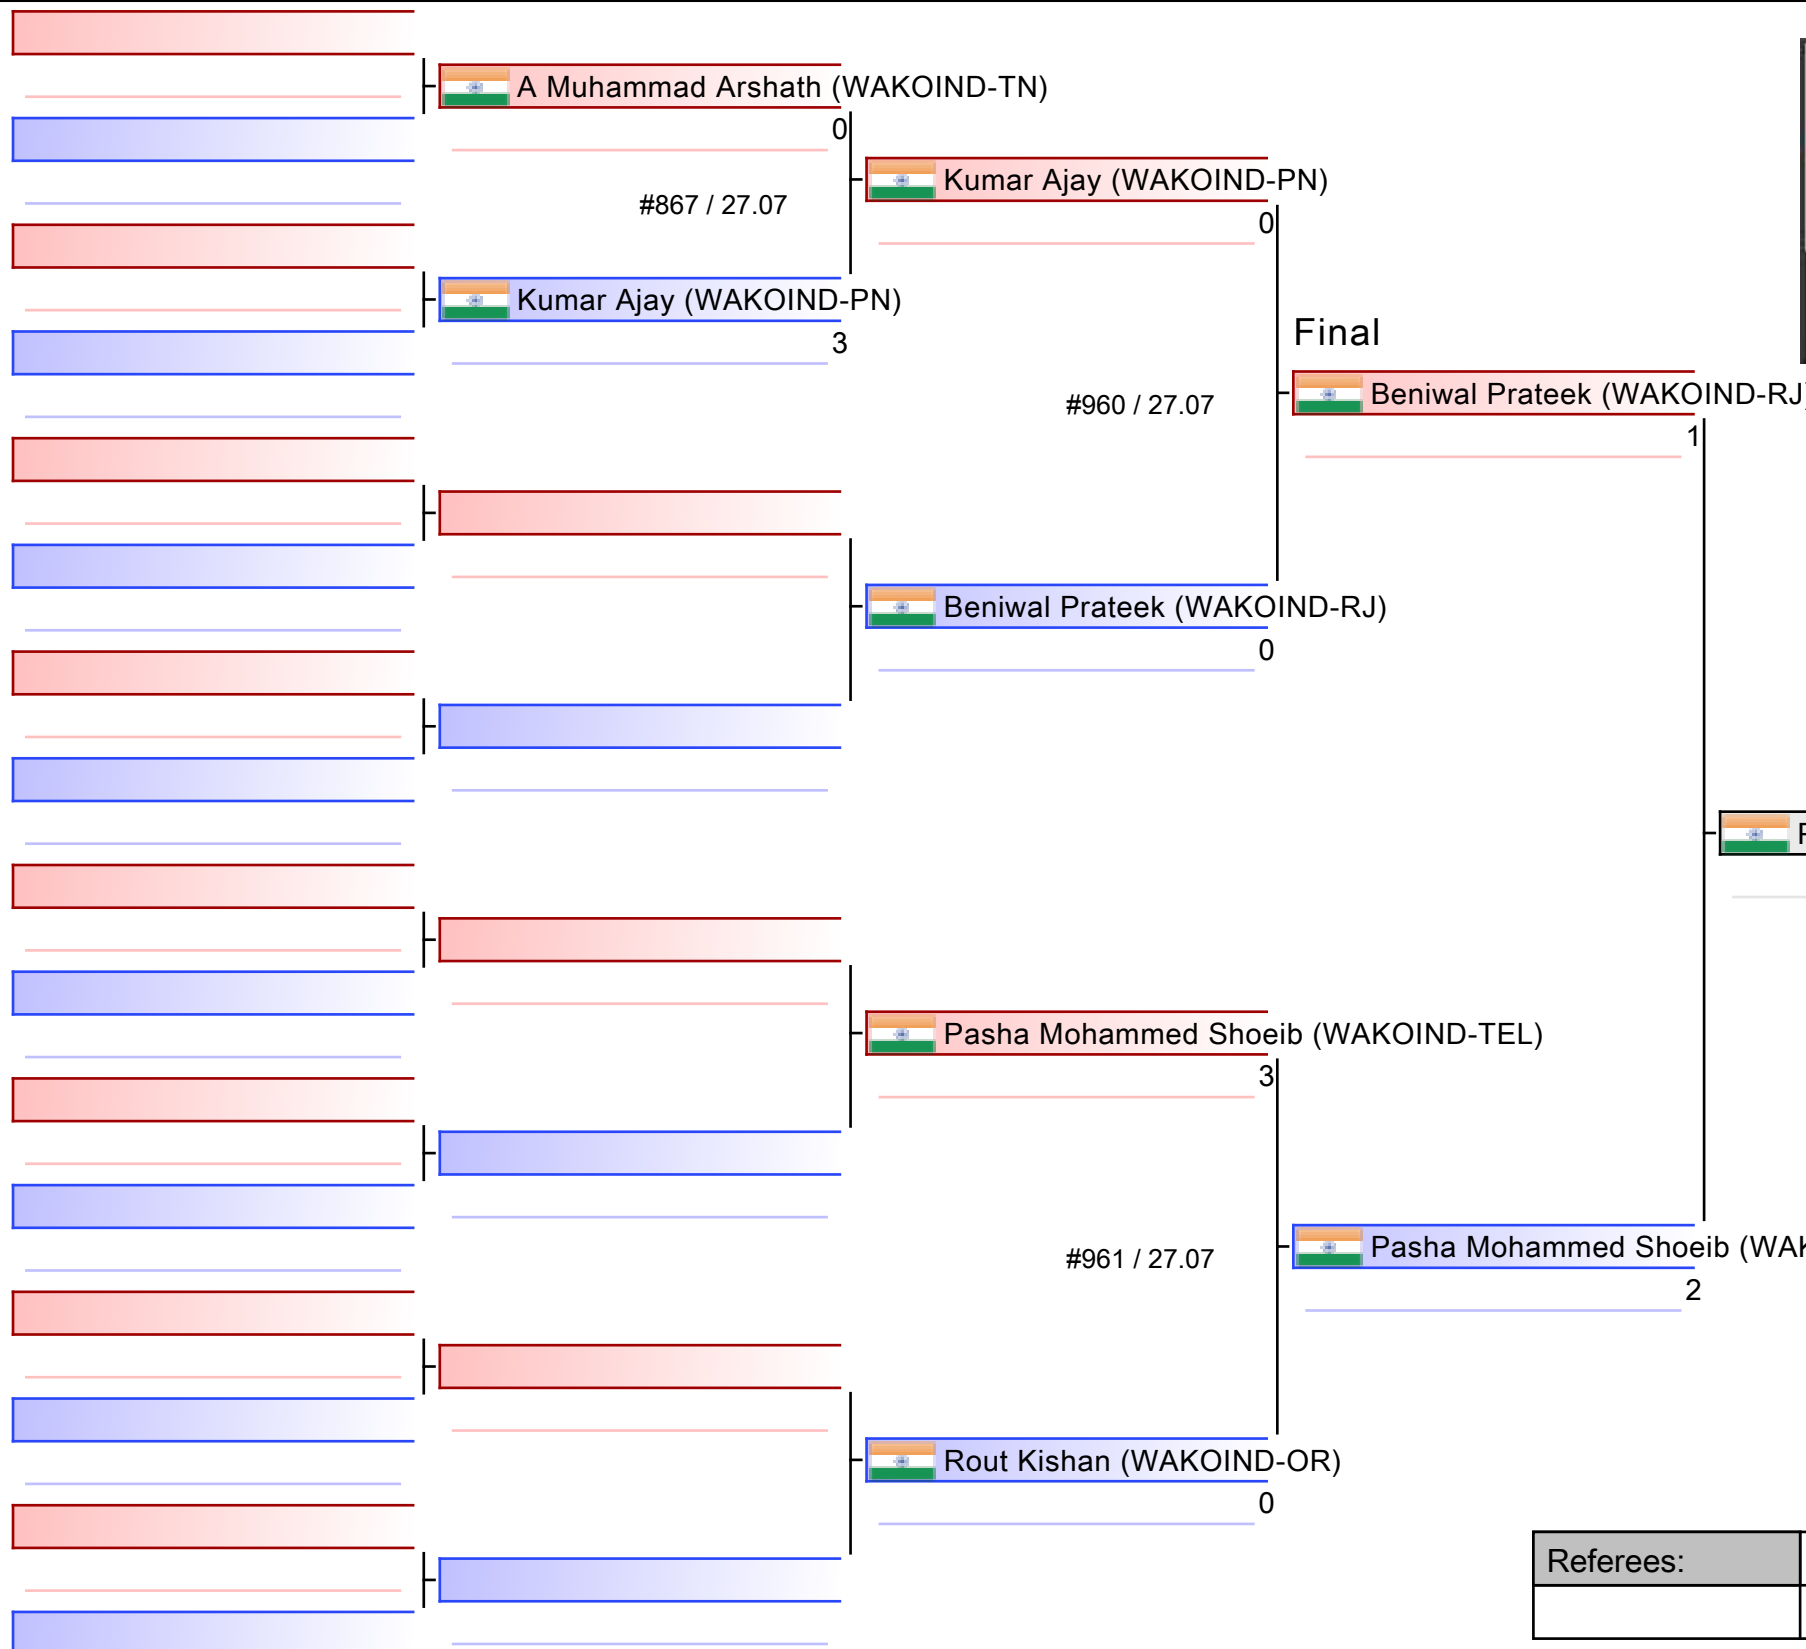 A Muhammad Arshath (WAKOIND-TN)
0
#867 / 27.07
Kumar Ajay (WAKOIND-PN)
3
Kumar Ajay (WAKOIND-PN)
0
#960 / 27.07
Beniwal Prateek (WAKOIND-RJ)
0
Final
Beniwal Prateek (WAKOIND-RJ)
1
Pasha Mohammed Shoeib (WAKOIND-TEL)
3
#961 / 27.07
Rout Kishan (WAKOIND-OR)
0
Pasha Mohammed Shoeib
2
Referees: